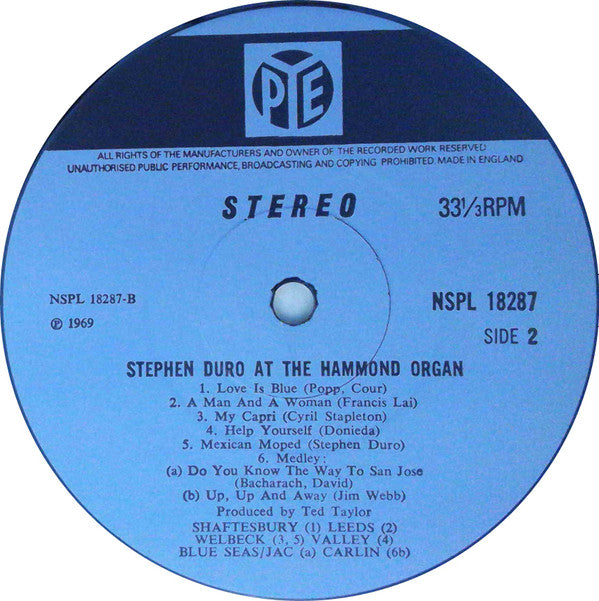 PYE
ALL RIGHTS OF THE MANUFACTURERS AND OWNER OF THE RECORDED WORK RESERVED
UNAUTHORISED PUBLIC PERFORMANCE, BROADCASTING AND COPYING PROHIBITED MADE IN ENGLAND
STEREO 33⅓RPM
NSPL 18287-B NSPL 18287
℗ 1969 SIDE 2
STEPHEN DURO AT THE HAMMOND ORGAN
1. Love Is Blue (Popp, Cour)
2. A Man And A Woman (Francis Lai)
3. My Capri (Cyril Stapleton)
4. Help Yourself (Donieda)
5. Mexican Moped (Stephen Duro)
6. Medley:
(a) Do You Know The Way To San Jose
(Bacharach, David)
(b) Up, Up And Away (Jim Webb)
Produced by Ted Taylor
SHAFTESBURY (1) LEEDS (2)
WELBECK (3, 5) VALLEY (4)
BLUE SEAS/JAC (a) CARLIN (6b)